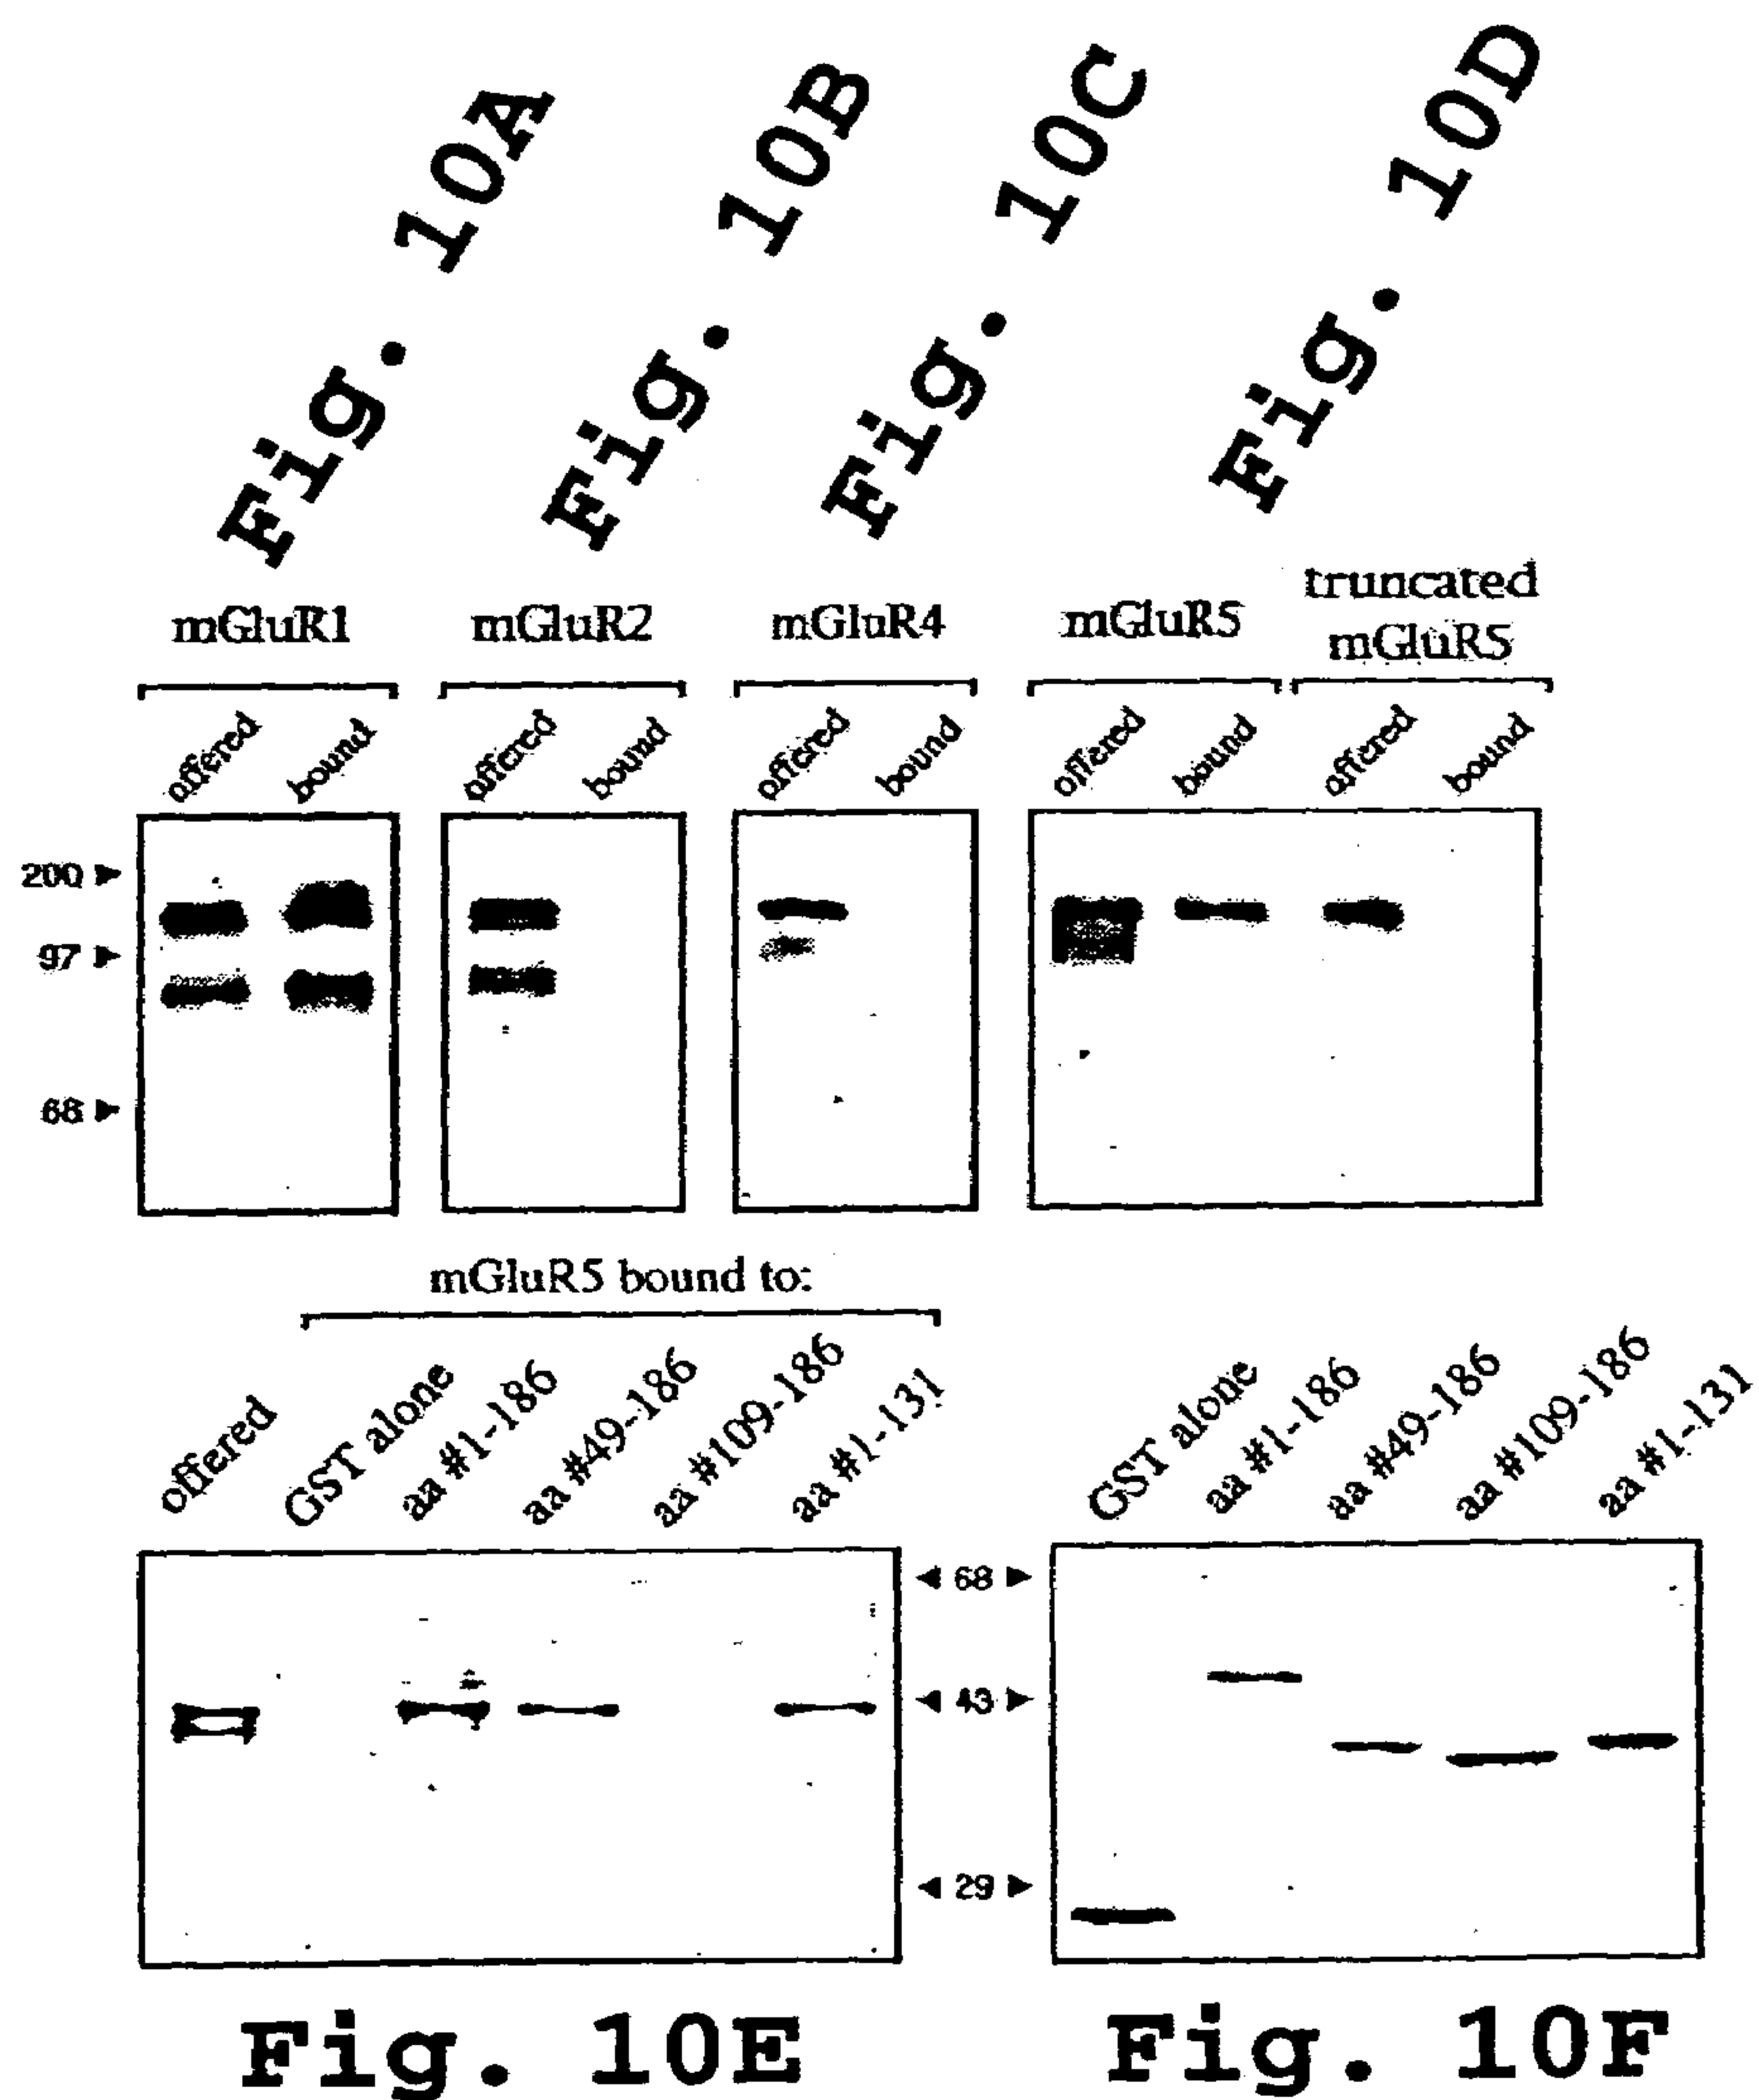 Fig. 10A
Fig. 10B
Fig. 10C
Fig. 10D
mGluR1
mGluR2
mGluR4
mGluR5
truncated
mGluR5
offered
bound
offered
bound
offered
bound
offered
bound
offered
bound
200
97
68
mGluR5 bound to:
offered
GST alone
aa #1-186
aa #49-186
aa #109-186
aa #1-131
GST alone
aa #1-186
aa #49-186
aa #109-186
aa #1-131
68
43
29
Fig. 10E
Fig. 10F